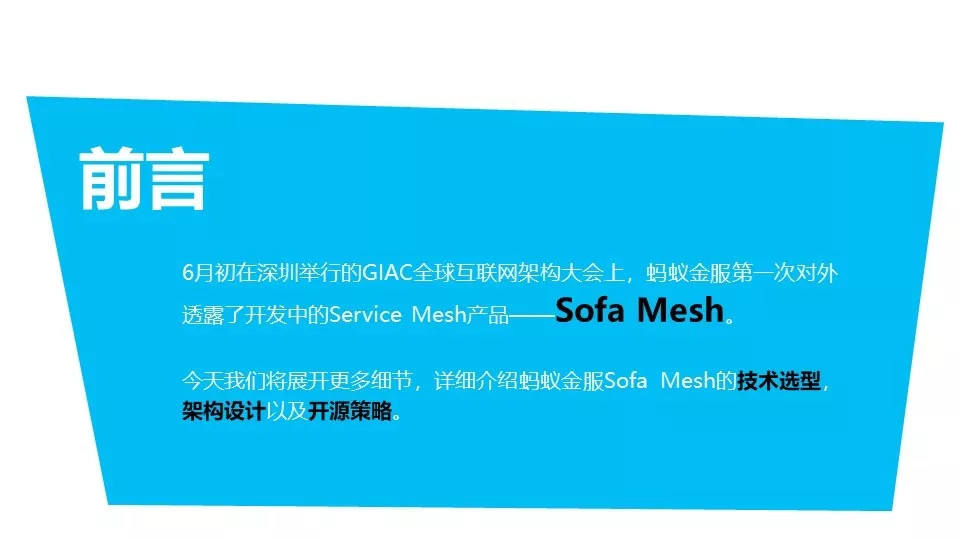 前言
6月初在深圳举行的GIAC全球互联网架构大会上，蚂蚁金服第一次对外
透露了开发中的Service Mesh产品——Sofa Mesh。
今天我们将展开更多细节，详细介绍蚂蚁金服Sofa Mesh的技术选型，
架构设计以及开源策略。